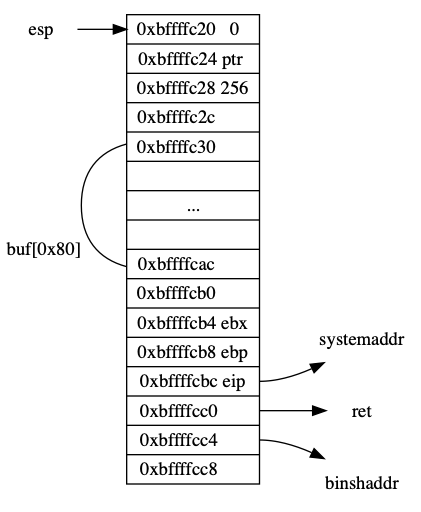 esp
0xbffffc20 0
0xbffffc24 ptr
0xbffffc28 256
0xbffffc2c
0xbffffc30
...
buf[0x80]
0xbffffcac
0xbffffcb0
0xbffffcb4 ebx
0xbffffcb8 ebp
systemaddr
0xbffffcbc eip
0xbffffcc0
ret
0xbffffcc4
0xbffffcc8
binshaddr